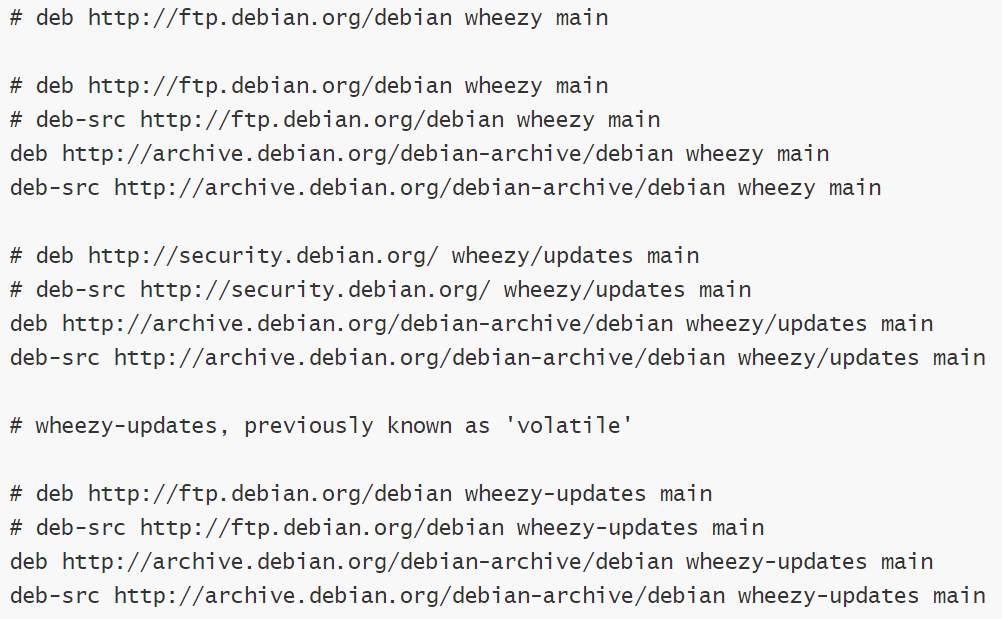 # deb http://ftp.debian.org/debian wheezy main
# deb http://ftp.debian.org/debian wheezy main
# deb-src http://ftp.debian.org/debian wheezy main
deb http://archive.debian.org/debian-archive/debian wheezy main
deb-src http://archive.debian.org/debian-archive/debian wheezy main
# deb http://security.debian.org/ wheezy/updates main
# deb-src http://security.debian.org/ wheezy/updates main
deb http://archive.debian.org/debian-archive/debian wheezy/updates main
deb-src http://archive.debian.org/debian-archive/debian wheezy/updates main
# wheezy-updates, previously known as 'volatile'
# deb http://ftp.debian.org/debian wheezy-updates main
# deb-src http://ftp.debian.org/debian wheezy-updates main
deb http://archive.debian.org/debian-archive/debian wheezy-updates main
deb-src http://archive.debian.org/debian-archive/debian wheezy-updates main